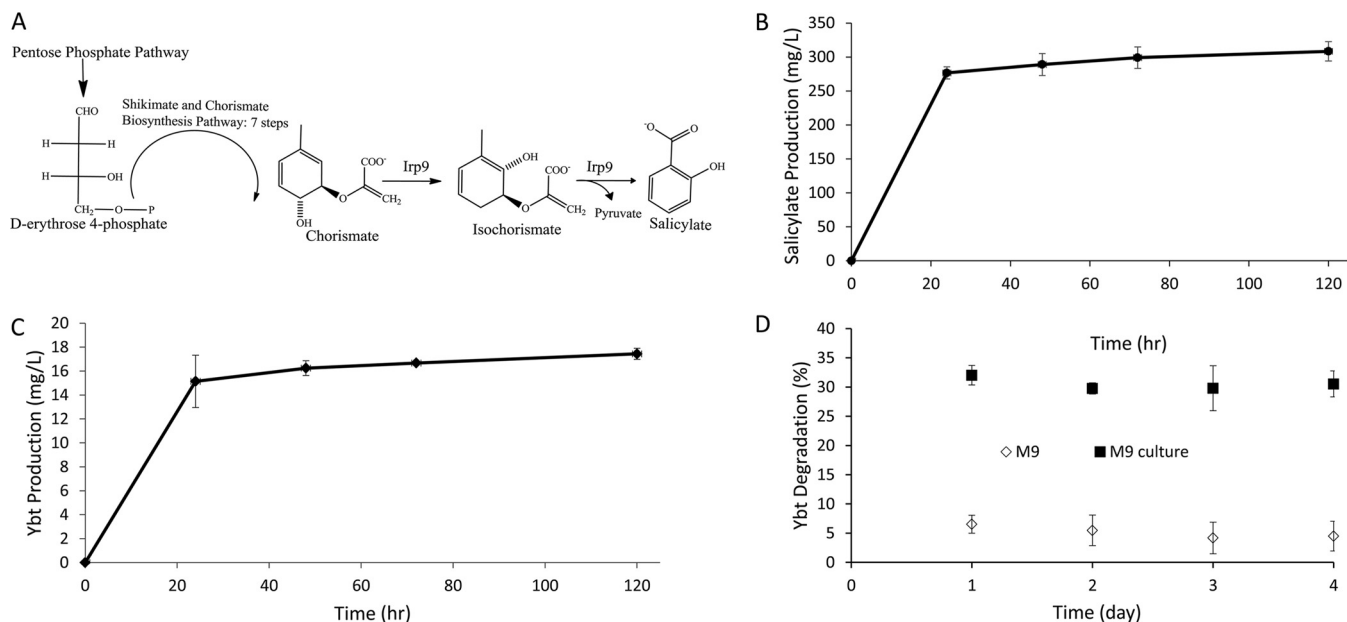 A
Pentose Phosphate Pathway
CHO
Shikimate and Chorismate
Biosynthesis Pathway: 7 steps
H
H
H
OH
CH₂
O
P
D-erythrose 4-phosphate
COO⁻
O
CH₂
OH
Chorismate
Irp9
OH
COO⁻
O
CH₂
Isochorismate
Irp9
Pyruvate
⁻O
O
OH
Salicylate
B
Salicylate Production (mg/L)
350
300
250
200
150
100
50
0
0 20 40 60 80 100 120
Time (hr)
C
Ybt Production (mg/L)
20
18
16
14
12
10
8
6
4
2
0
0 20 40 60 80 100 120
Time (hr)
D
Ybt Degradation (%)
40
35
30
25
20
15
10
5
0
M9
M9 culture
0 1 2 3 4
Time (day)